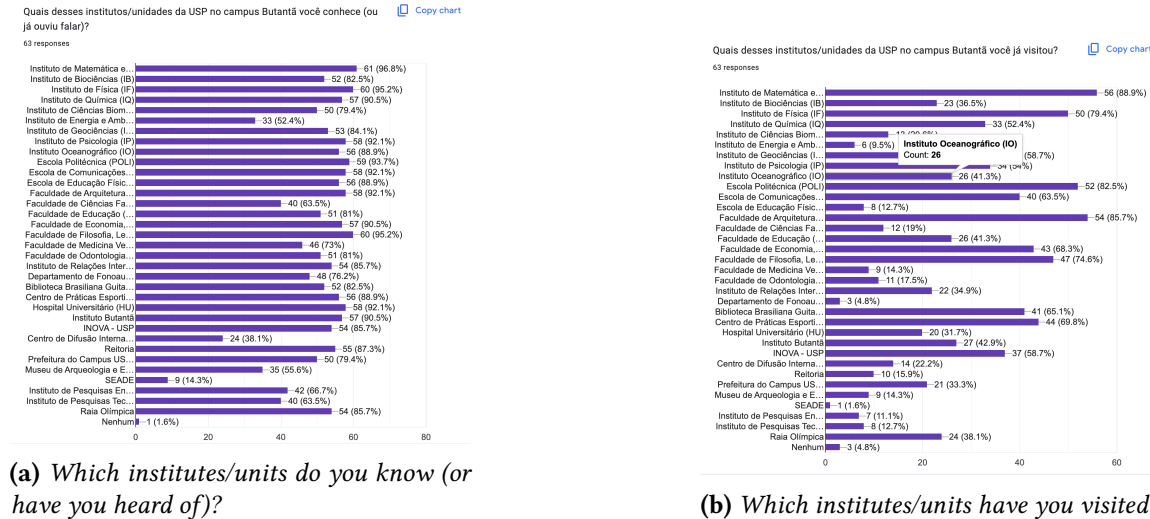 Quais desses institutos/unidades da USP no campus Butantã você conhece (ou
já ouviu falar)?
Copy chart
63 responses
Instituto de Matemática e... 61 (96.8%)
Instituto de Biociências (IB) 52 (82.5%)
Instituto de Física (IF) 60 (95.2%)
Instituto de Química (IQ) 57 (90.5%)
Instituto de Ciências Biom... 50 (79.4%)
Instituto de Energia e Amb... 33 (52.4%)
Instituto de Geociências (I... 53 (84.1%)
Instituto de Psicologia (IP) 58 (92.1%)
Instituto Oceanográfico (IO) 56 (88.9%)
Escola Politécnica (POLI) 59 (93.7%)
Escola de Comunicações... 58 (92.1%)
Escola de Educação Físic... 56 (88.9%)
Faculdade de Arquitetura... 58 (92.1%)
Faculdade de Ciências Fa... 40 (63.5%)
Faculdade de Educação (... 51 (81%)
Faculdade de Economia,... 57 (90.5%)
Faculdade de Filosofia, Le... 60 (95.2%)
Faculdade de Medicina Ve... 46 (73%)
Faculdade de Odontologia... 51 (81%)
Instituto de Relações Inter... 54 (85.7%)
Departamento de Fonoau... 48 (76.2%)
Biblioteca Brasiliana Guita... 52 (82.5%)
Centro de Práticas Esporti... 56 (88.9%)
Hospital Universitário (HU) 58 (92.1%)
Instituto Butantã 57 (90.5%)
INOVA - USP 54 (85.7%)
Centro de Difusão Interna... 24 (38.1%)
Reitoria 55 (87.3%)
Prefeitura do Campus US... 50 (79.4%)
Museu de Arqueologia e E... 35 (55.6%)
SEADE 9 (14.3%)
Instituto de Pesquisas En... 42 (66.7%)
Instituto de Pesquisas Tec... 40 (63.5%)
Raia Olímpica 54 (85.7%)
Nenhum 1 (1.6%)
0 20 40 60 80
(a) Which institutes/units do you know (or
have you heard of)?
Quais desses institutos/unidades da USP no campus Butantã você já visitou?
Copy chart
63 responses
Instituto de Matemática e... 56 (88.9%)
Instituto de Biociências (IB) 23 (36.5%)
Instituto de Física (IF) 50 (79.4%)
Instituto de Química (IQ) 33 (52.4%)
Instituto de Ciências Biom...
Instituto de Energia e Amb... 6 (9.5%)
Instituto Oceanográfico (IO)
Count: 26
Instituto de Geociências (I... (58.7%)
Instituto de Psicologia (IP) 34 (54%)
Instituto Oceanográfico (IO) 26 (41.3%)
Escola Politécnica (POLI) 52 (82.5%)
Escola de Comunicações... 40 (63.5%)
Escola de Educação Físic... 8 (12.7%)
Faculdade de Arquitetura... 54 (85.7%)
Faculdade de Ciências Fa... 12 (19%)
Faculdade de Educação (... 26 (41.3%)
Faculdade de Economia,... 43 (68.3%)
Faculdade de Filosofia, Le... 47 (74.6%)
Faculdade de Medicina Ve... 9 (14.3%)
Faculdade de Odontologia... 11 (17.5%)
Instituto de Relações Inter... 22 (34.9%)
Departamento de Fonoau... 3 (4.8%)
Biblioteca Brasiliana Guita... 41 (65.1%)
Centro de Práticas Esporti... 44 (69.8%)
Hospital Universitário (HU) 20 (31.7%)
Instituto Butantã 27 (42.9%)
INOVA - USP 37 (58.7%)
Centro de Difusão Interna... 14 (22.2%)
Reitoria 10 (15.9%)
Prefeitura do Campus US... 21 (33.3%)
Museu de Arqueologia e E... 9 (14.3%)
SEADE 1 (1.6%)
Instituto de Pesquisas En... 7 (11.1%)
Instituto de Pesquisas Tec... 8 (12.7%)
Raia Olímpica 24 (38.1%)
Nenhum 3 (4.8%)
0 20 40 60
(b) Which institutes/units have you visited